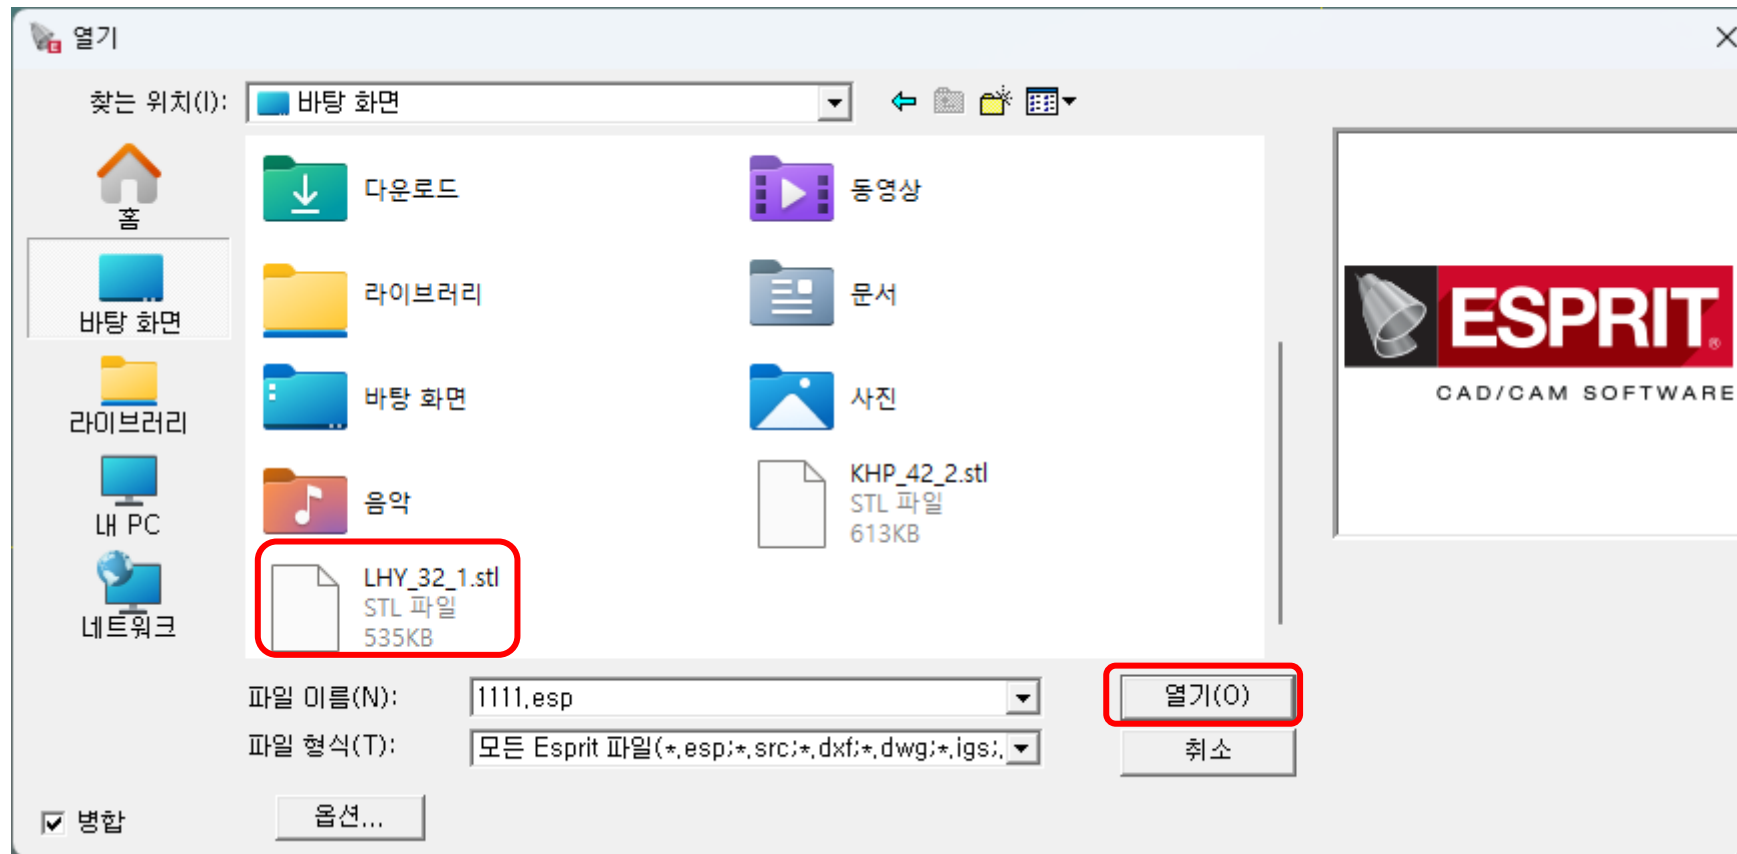 열기
찾는 위치(I):
바탕 화면
홈
바탕 화면
라이브러리
내 PC
네트워크
다운로드
동영상
라이브러리
문서
바탕 화면
사진
음악
KHP_42_2.stl
STL 파일
613KB
LHY_32_1.stl
STL 파일
535KB
ESPRIT®
CAD/CAM SOFTWARE
파일 이름(N):
1111.esp
열기(O)
파일 형식(T):
모든 Esprit 파일(*.esp;*.src;*.dxf;*.dwg;*.igs;.
취소
병합
옵션...